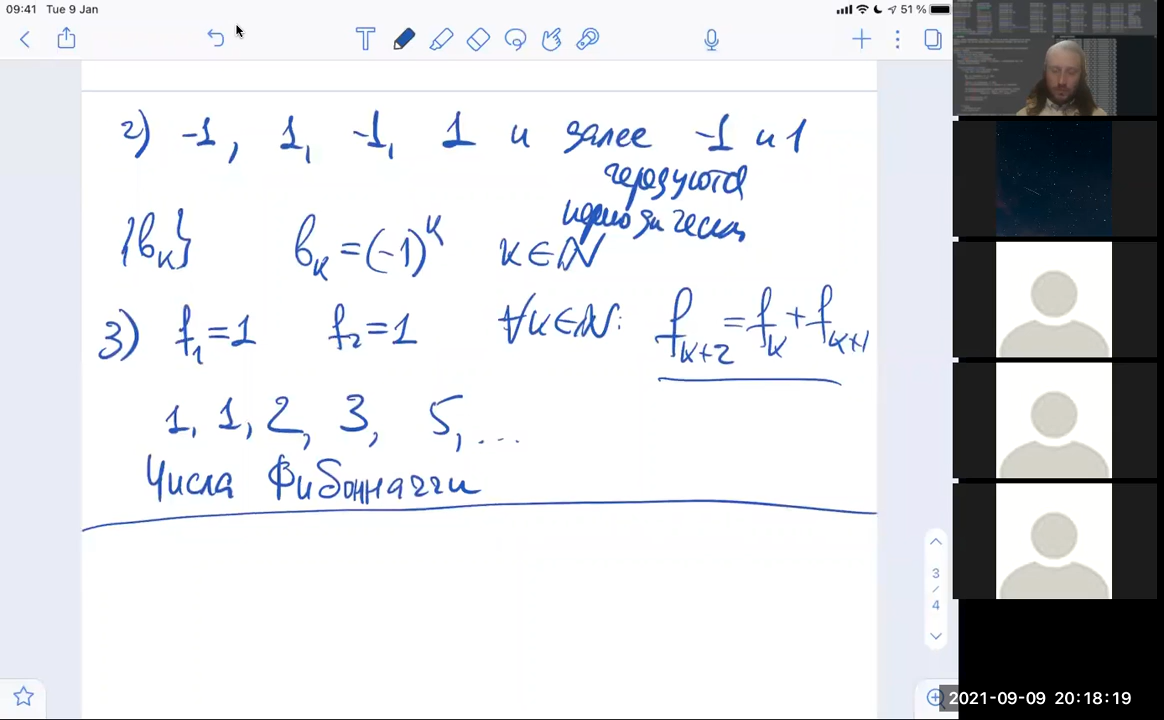 09:41 Tue 9 Jan
51 %
2) -1, 1, -1, 1 и далее -1 и 1
чередуются
периодически
{b_k} b_k = (-1)^k k∈ℕ
3) f_1 = 1 f_2 = 1 ∀k∈ℕ: f_{k+2} = f_k + f_{k+1}
1, 1, 2, 3, 5, ...
Числа Фибоначчи
3
/
4
2021-09-09 20:18:19